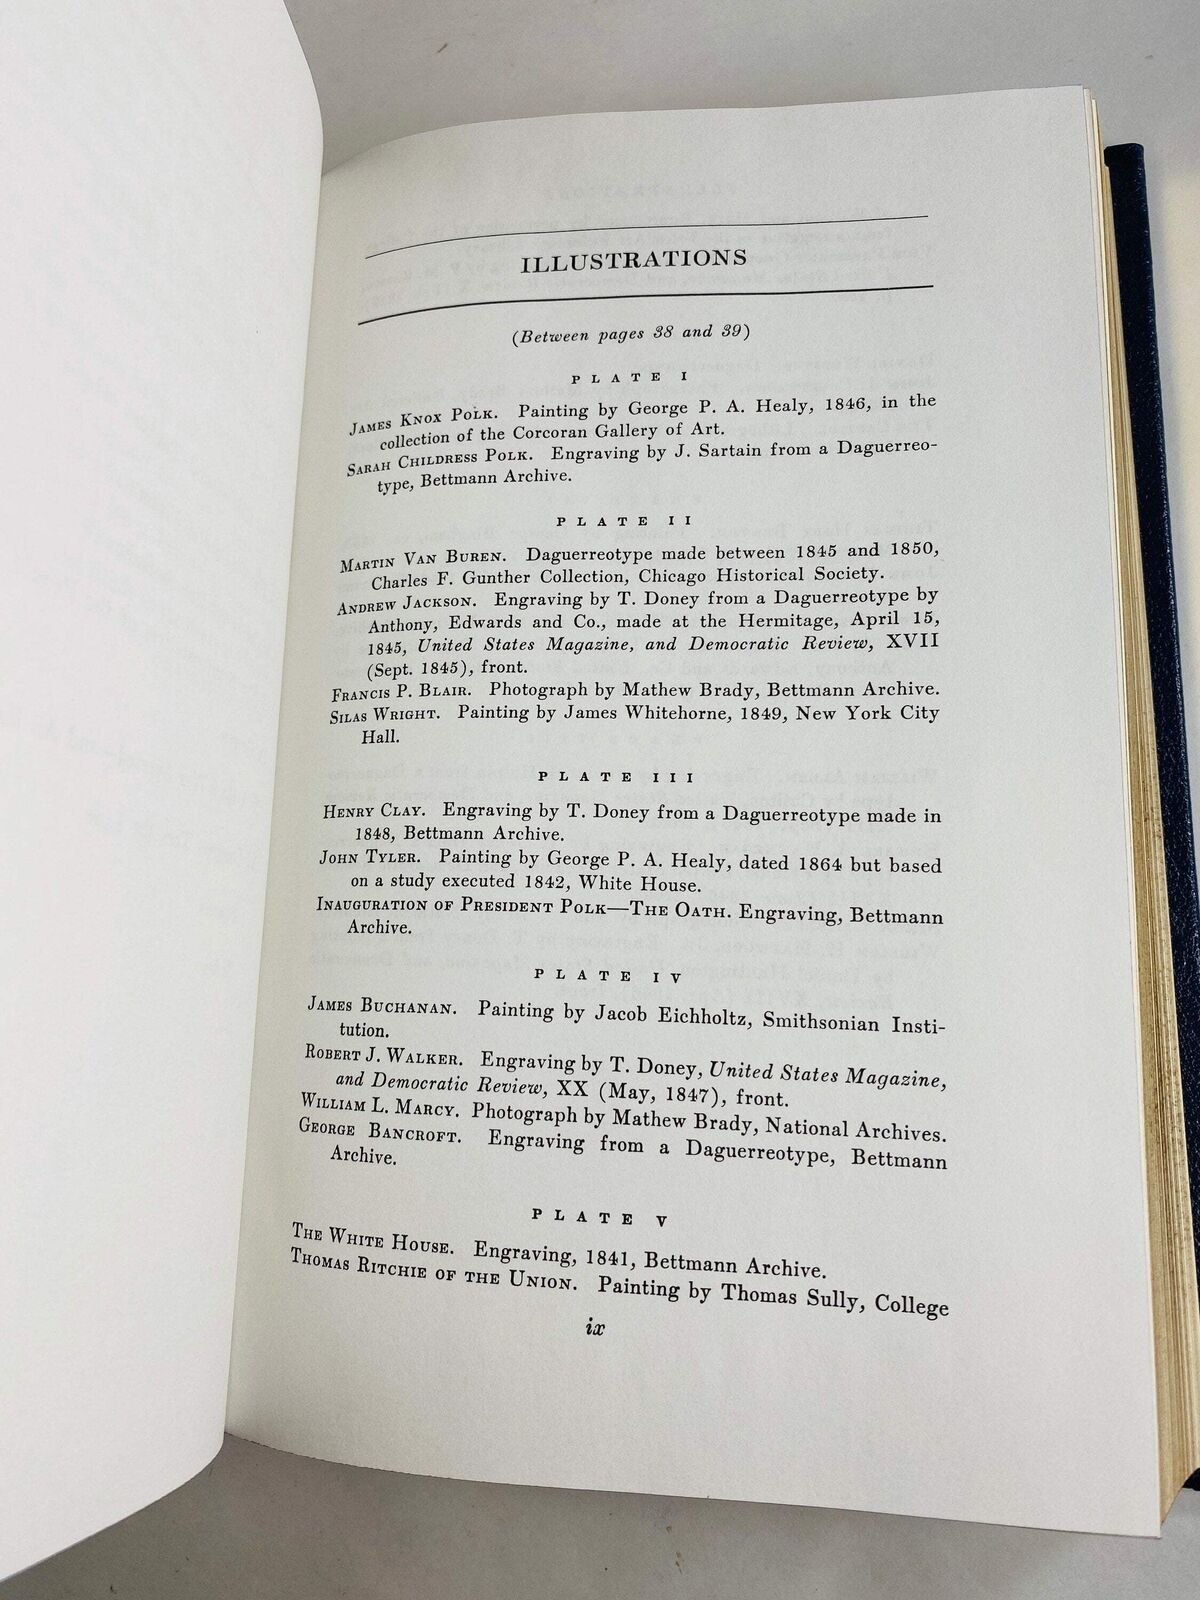 ILLUSTRATIONS
(Between pages 38 and 39)
PLATE I
JAMES KNOX POLK. Painting by George P. A. Healy, 1846, in the
collection of the Corcoran Gallery of Art.
SARAH CHILDRESS POLK. Engraving by J. Sartain from a Daguerreo-
type, Bettmann Archive.
PLATE II
MARTIN VAN BUREN. Daguerreotype made between 1845 and 1850,
Charles F. Gunther Collection, Chicago Historical Society.
ANDREW JACKSON. Engraving by T. Doney from a Daguerreotype by
Anthony, Edwards and Co., made at the Hermitage, April 15,
1845, United States Magazine, and Democratic Review, XVII
(Sept. 1845), front.
FRANCIS P. BLAIR. Photograph by Mathew Brady, Bettmann Archive.
SILAS WRIGHT. Painting by James Whitehorne, 1849, New York City
Hall.
PLATE III
HENRY CLAY. Engraving by T. Doney from a Daguerreotype made in
1848, Bettmann Archive.
JOHN TYLER. Painting by George P. A. Healy, dated 1864 but based
on a study executed 1842, White House.
INAUGURATION OF PRESIDENT POLK—THE OATH. Engraving, Bettmann
Archive.
PLATE IV
JAMES BUCHANAN. Painting by Jacob Eichholtz, Smithsonian Insti-
tution.
ROBERT J. WALKER. Engraving by T. Doney, United States Magazine,
and Democratic Review, XX (May, 1847), front.
WILLIAM L. MARCY. Photograph by Mathew Brady, National Archives.
GEORGE BANCROFT. Engraving from a Daguerreotype, Bettmann
Archive.
PLATE V
THE WHITE HOUSE. Engraving, 1841, Bettmann Archive.
THOMAS RITCHIE OF THE UNION. Painting by Thomas Sully, College
ix